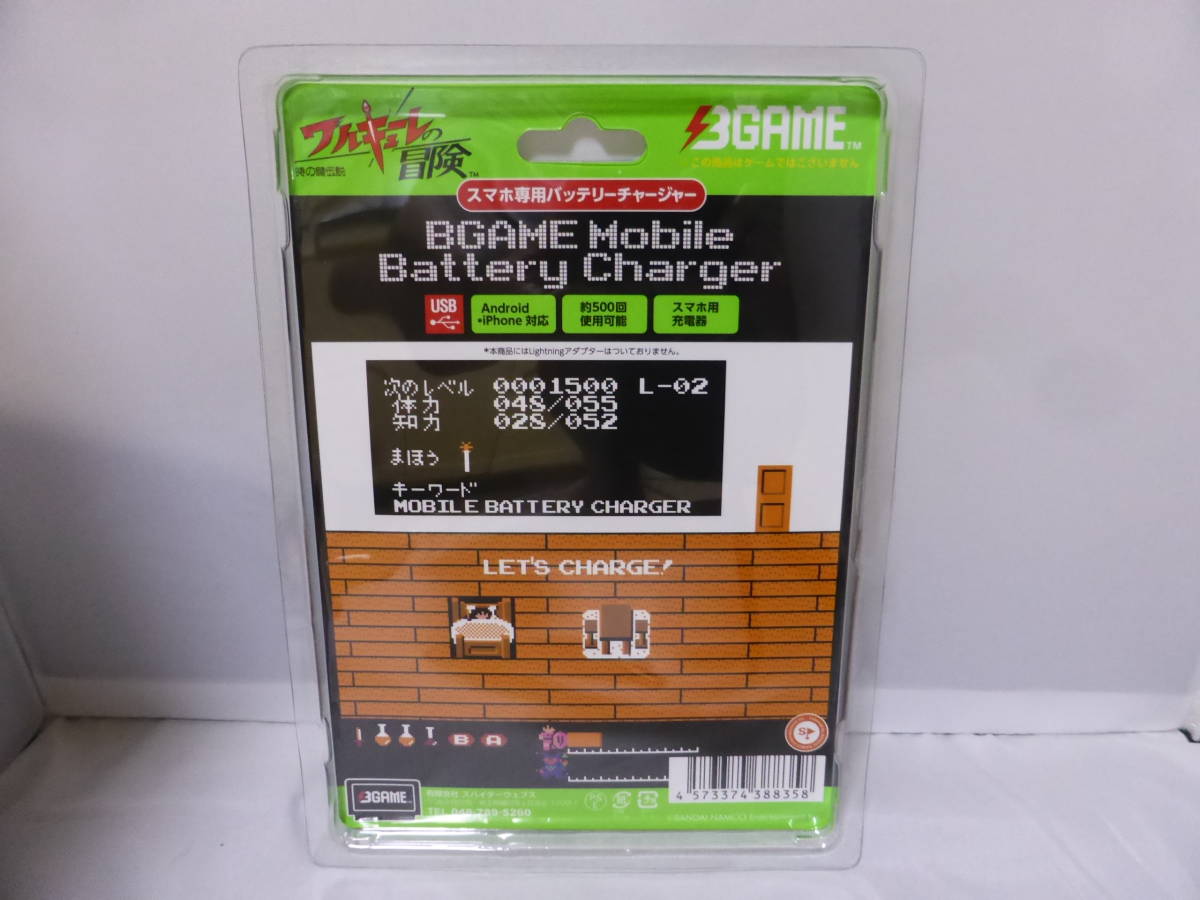 ワルキューレの冒険™
時の鍵伝説
BGAME™
この商品はゲームではございません
スマホ専用バッテリーチャージャー
BGAME Mobile
Battery Charger
USB
Android
•iPhone 対応
約500回
使用可能
スマホ用
充電器
*本商品にはLightningアダプターはついておりません。
次のレベル 0001500 L-02
体力 048/055
知力 028/052
まほう
キーワード
MOBILE BATTERY CHARGER
LET'S CHARGE!
B A
S
BGAME
有限会社 スパイダーウェブス
TEL 048-789-5260
4 573374 388358
©BANDAI NAMCO